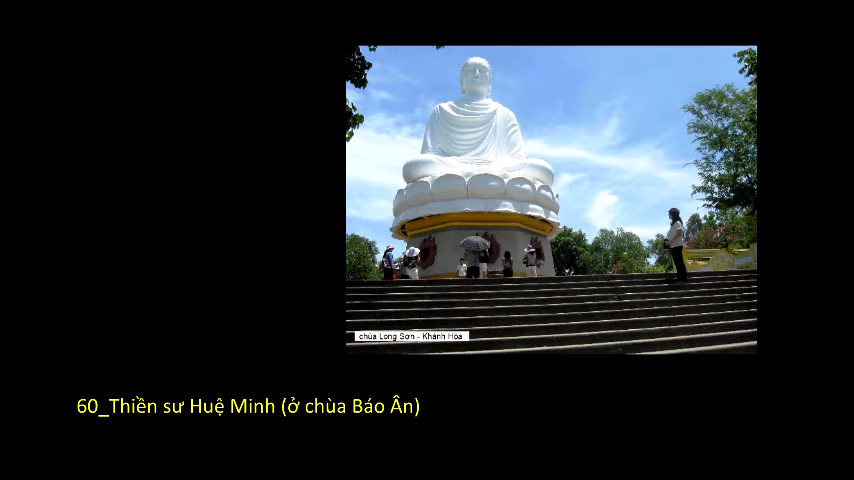 chùa Long Sơn - Khánh Hòa
60_Thiền sư Huệ Minh (ở chùa Báo Ân)